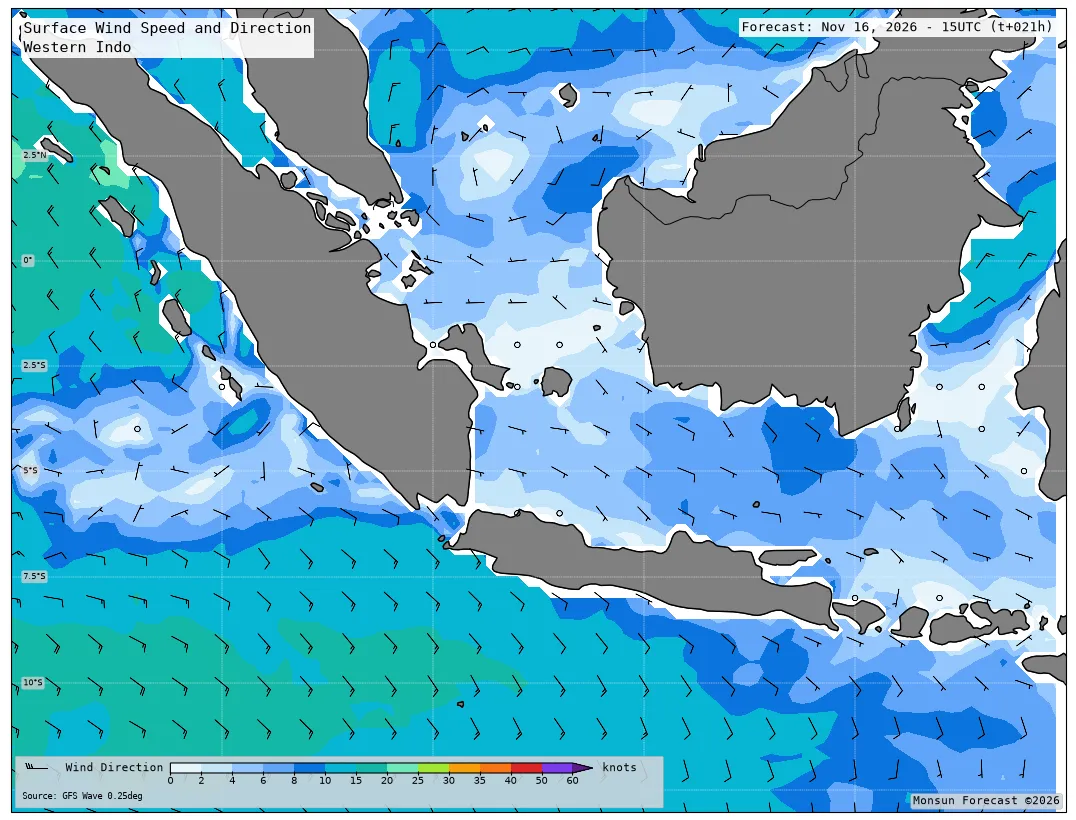 Surface Wind Speed and Direction
Western Indo
Forecast: Nov 16, 2026 - 15UTC (t+021h)
2.5°N
0°
2.5°S
5°S
7.5°S
10°S
Wind Direction
knots
0 2 4 6 8 10 15 20 25 30 35 40 50 60
Source: GFS Wave 0.25deg
Monsun Forecast ©2026